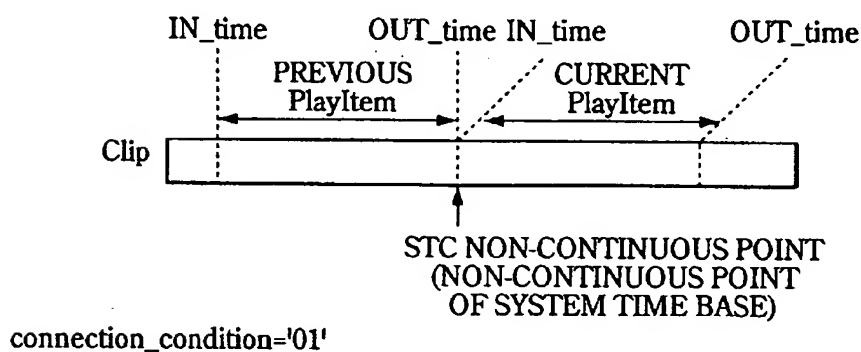 IN_time OUT_time IN_time OUT_time
PREVIOUS
PlayItem
CURRENT
PlayItem
Clip
STC NON-CONTINUOUS POINT
(NON-CONTINUOUS POINT
OF SYSTEM TIME BASE)
connection_condition='01'